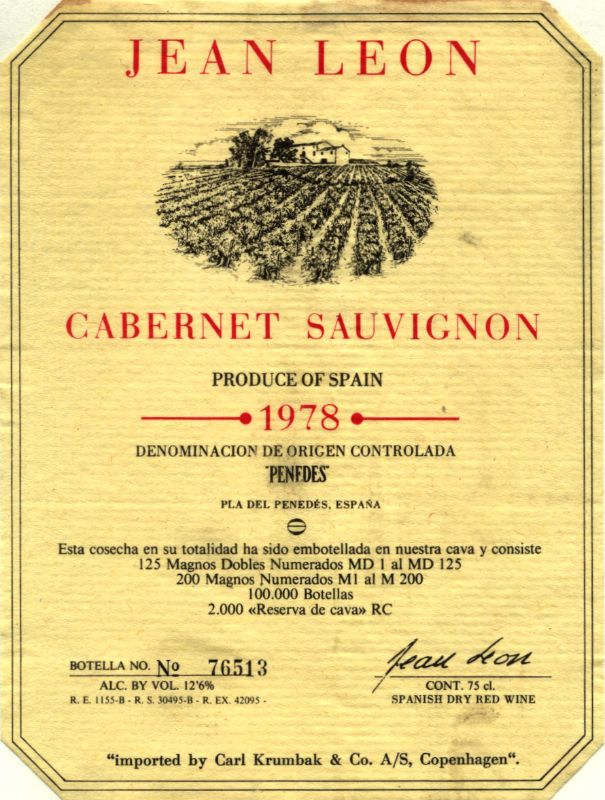 JEAN LEON
CABERNET SAUVIGNON
PRODUCE OF SPAIN
1978
DENOMINACION DE ORIGEN CONTROLADA
"PENEDES"
PLA DEL PENEDÉS, ESPAÑA
Esta cosecha en su totalidad ha sido embotellada en nuestra cava y consiste
125 Magnos Dobles Numerados MD 1 al MD 125
200 Magnos Numerados M1 al M 200
100.000 Botellas
2.000 «Reserva de cava» RC
BOTELLA NO. No 76513
ALC. BY VOL. 12'6%
R. E. 1155-B - R. S. 30495-B - R. EX. 42095 -
Jean Leon
CONT. 75 cl.
SPANISH DRY RED WINE
"imported by Carl Krumbak & Co. A/S, Copenhagen".